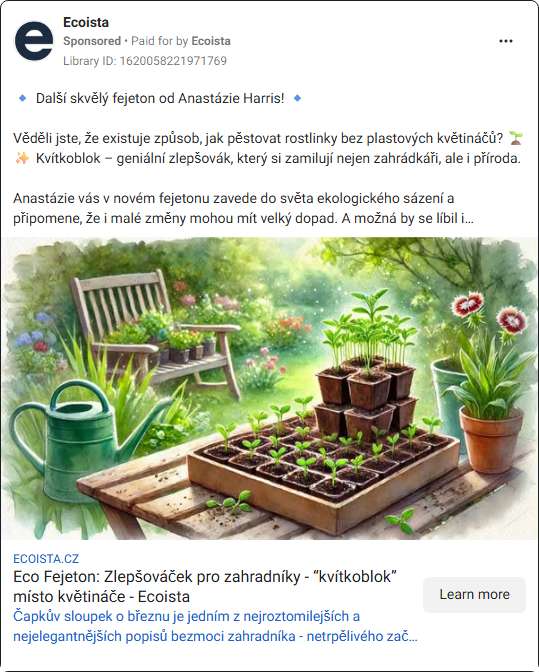 Ecoista
Sponsored • Paid for by Ecoista
Library ID: 1620058221971769
🔹 Další skvělý fejeton od Anastázie Harris! 🔹
Věděli jste, že existuje způsob, jak pěstovat rostlinky bez plastových květináčů? 🌱
✨ Kvítkoblok – geniální zlepšovák, který si zamilují nejen zahrádkáři, ale i příroda.
Anastázie vás v novém fejetonu zavede do světa ekologického sázení a
připomene, že i malé změny mohou mít velký dopad. A možná by se líbil i...
ECOISTA.CZ
Eco Fejeton: Zlepšováček pro zahradníky - “kvítkoblok”
místo květináče - Ecoista
Learn more
Čapkův sloupek o březnu je jedním z nejroztomilejších a
nejelegantnějších popisů bezmoci zahradníka - netrpělivého zač...